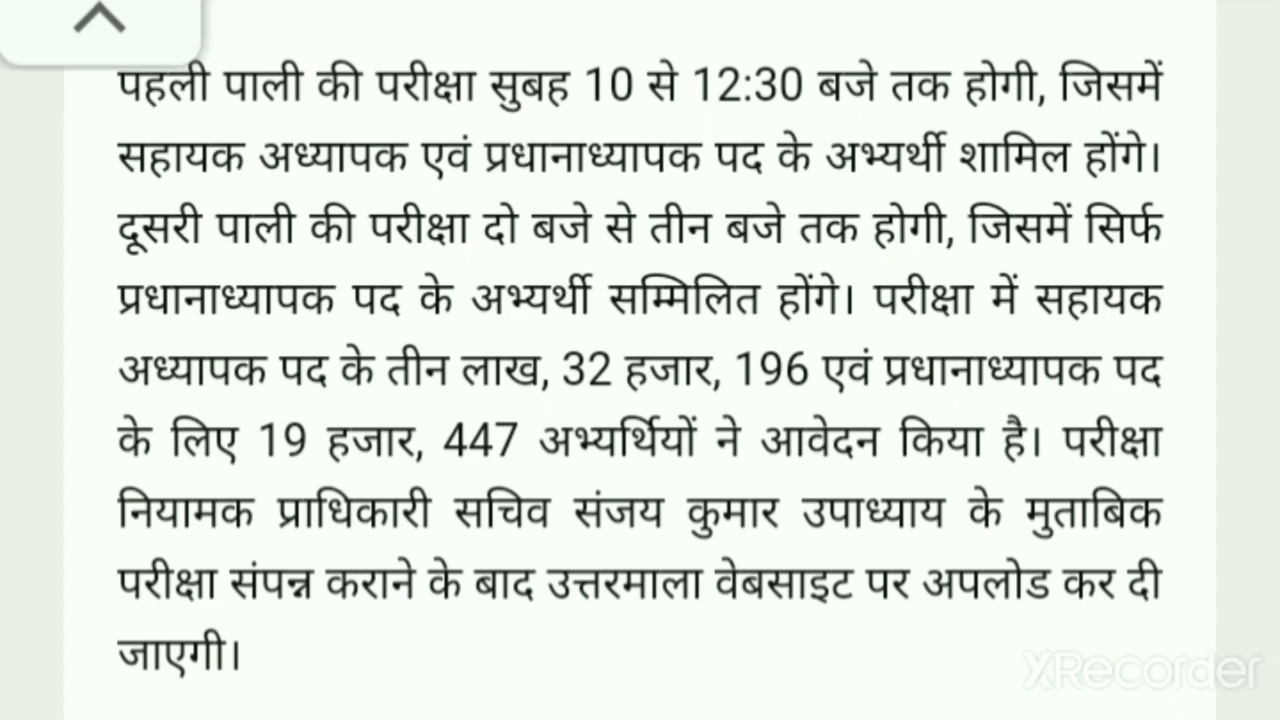 पहली पाली की परीक्षा सुबह 10 से 12:30 बजे तक होगी, जिसमें
सहायक अध्यापक एवं प्रधानाध्यापक पद के अभ्यर्थी शामिल होंगे।
दूसरी पाली की परीक्षा दो बजे से तीन बजे तक होगी, जिसमें सिर्फ
प्रधानाध्यापक पद के अभ्यर्थी सम्मिलित होंगे। परीक्षा में सहायक
अध्यापक पद के तीन लाख, 32 हजार, 196 एवं प्रधानाध्यापक पद
के लिए 19 हजार, 447 अभ्यर्थियों ने आवेदन किया है। परीक्षा
नियामक प्राधिकारी सचिव संजय कुमार उपाध्याय के मुताबिक
परीक्षा संपन्न कराने के बाद उत्तरमाला वेबसाइट पर अपलोड कर दी
जाएगी।
XRecorder